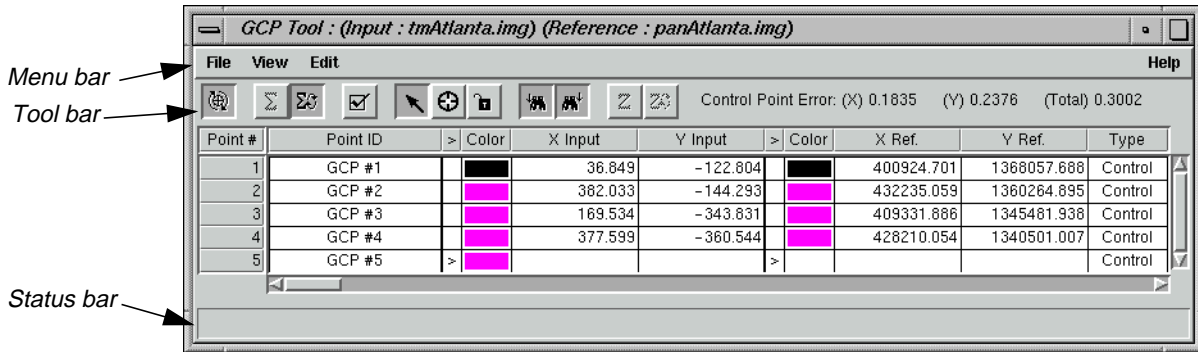 GCP Tool : (Input : tmAtlanta.img) (Reference : panAtlanta.img)
File View Edit Help
Menu bar
Tool bar
Σ Σ Z Z Control Point Error: (X) 0.1835 (Y) 0.2376 (Total) 0.3002
Point # Point ID > Color X Input Y Input > Color X Ref. Y Ref. Type
1 GCP #1 36.849 -122.804 400924.701 1368057.688 Control
2 GCP #2 382.033 -144.293 432235.059 1360264.895 Control
3 GCP #3 169.534 -343.831 409331.886 1345481.938 Control
4 GCP #4 377.599 -360.544 428210.054 1340501.007 Control
5 GCP #5 > > Control
Status bar